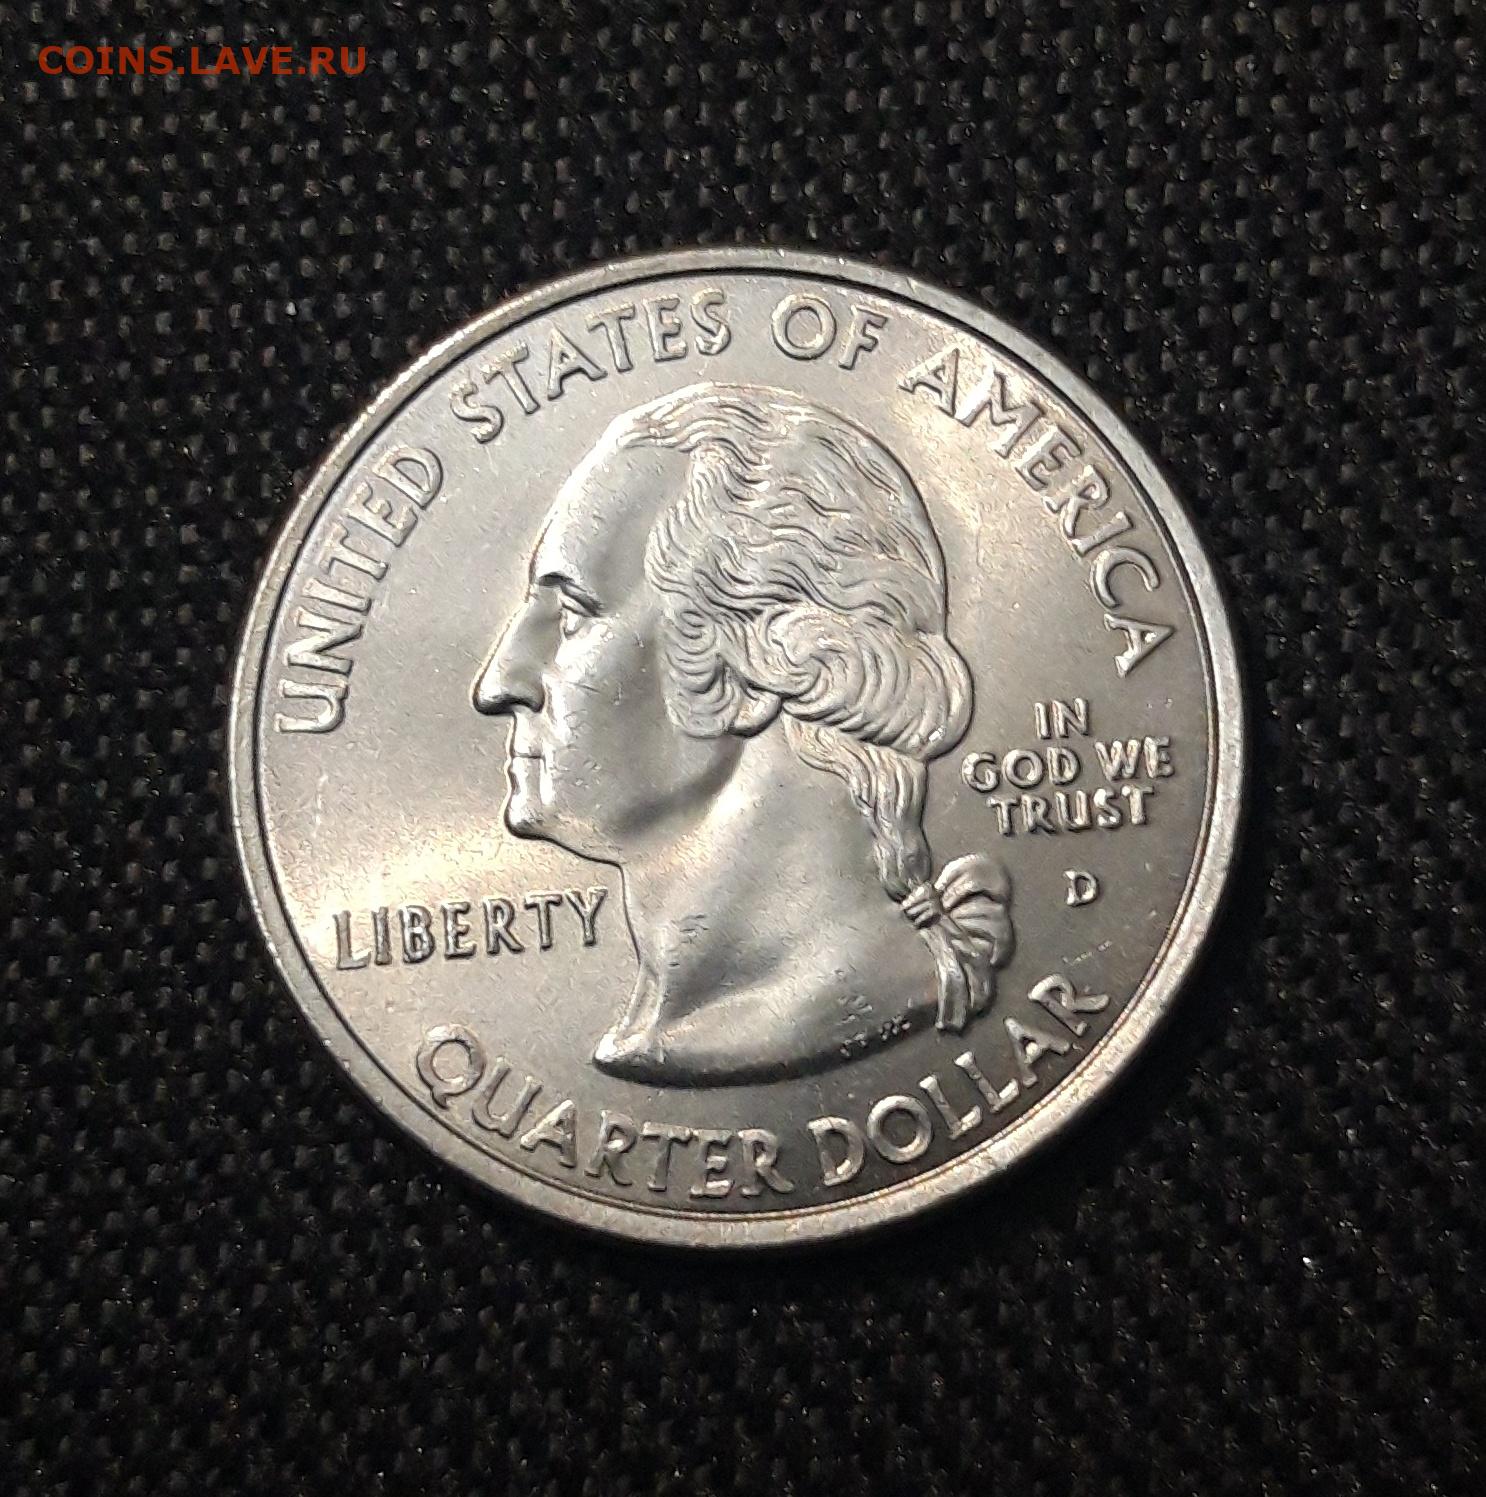 COINS.LAVE.RU
UNITED STATES OF AMERICA
IN
GOD WE
TRUST
D
LIBERTY
QUARTER DOLLAR